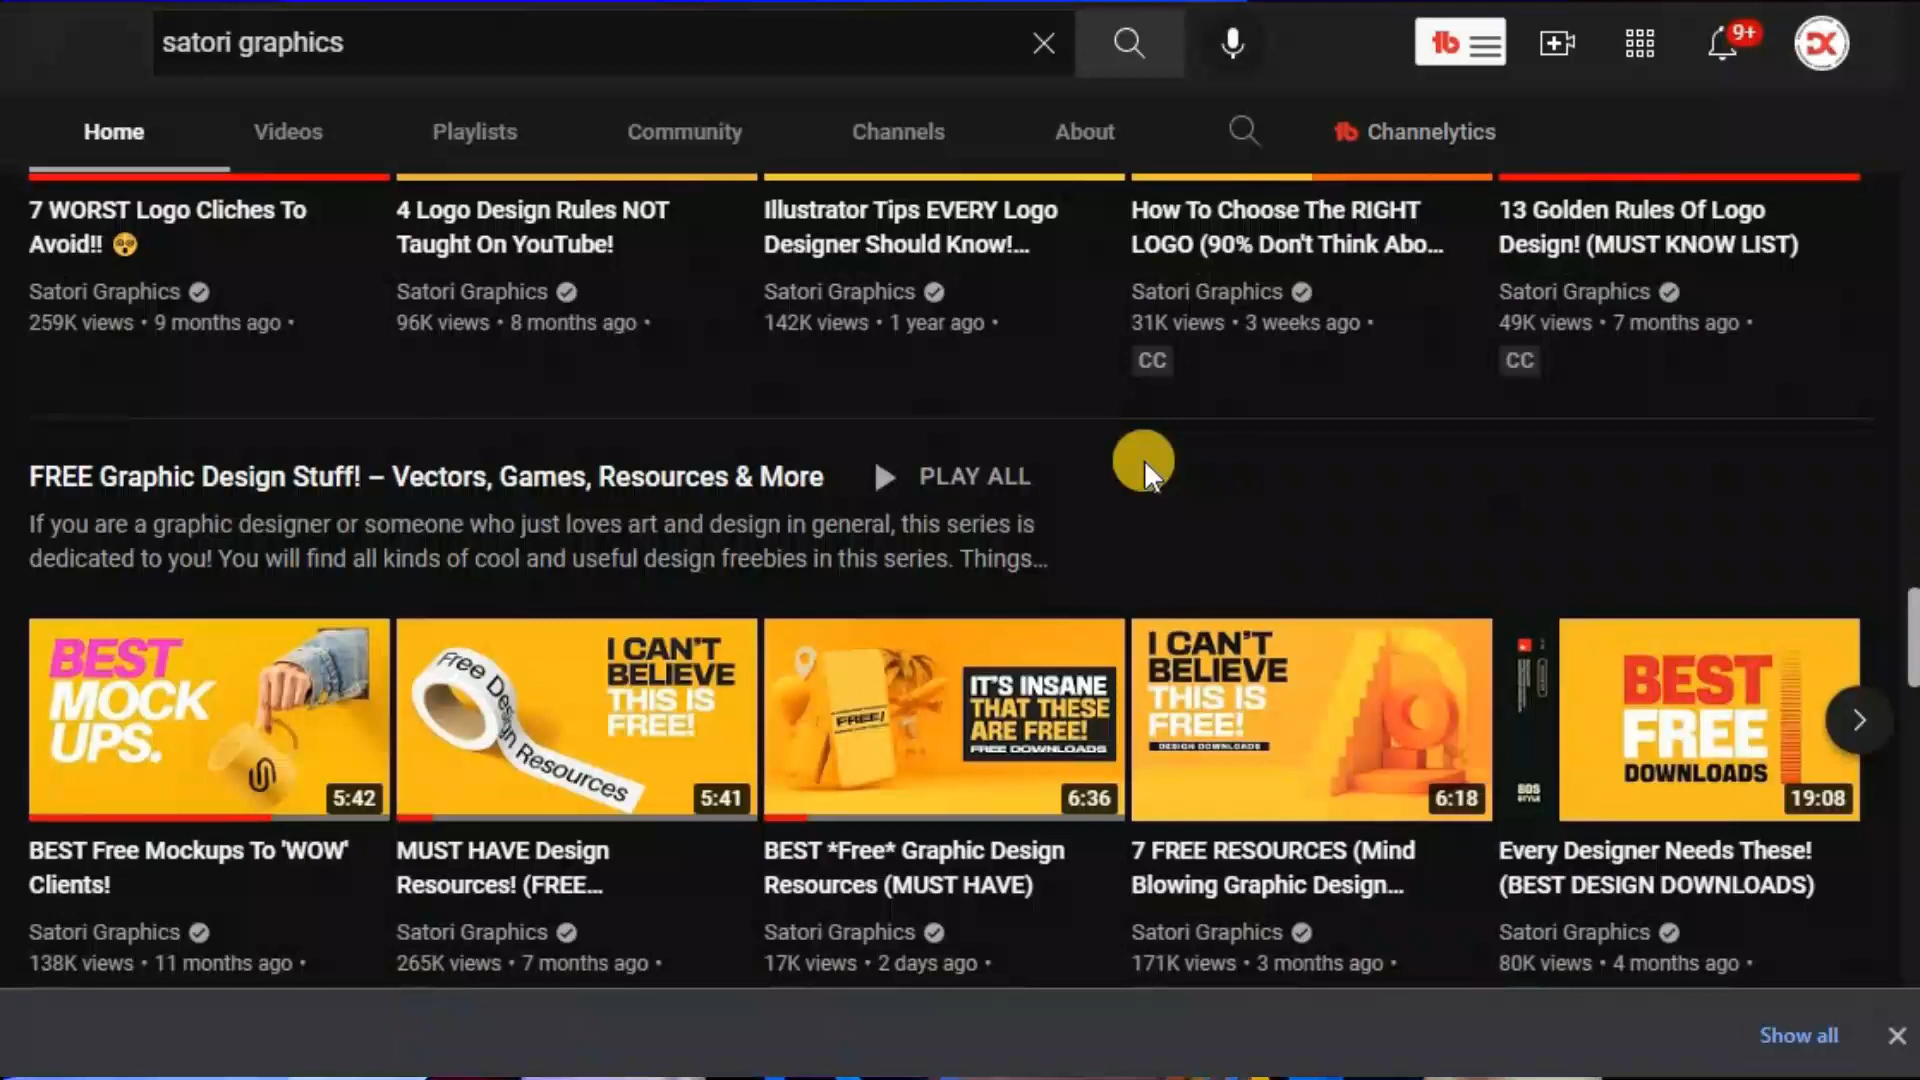 satori graphics
9+
Home
Videos
Playlists
Community
Channels
About
Channelytics
7 WORST Logo Cliches To
Avoid!! 😵
Satori Graphics
259K views • 9 months ago •
4 Logo Design Rules NOT
Taught On YouTube!
Satori Graphics
96K views • 8 months ago •
Illustrator Tips EVERY Logo
Designer Should Know!...
Satori Graphics
142K views • 1 year ago •
How To Choose The RIGHT
LOGO (90% Don't Think Abo...
Satori Graphics
31K views • 3 weeks ago •
CC
13 Golden Rules Of Logo
Design! (MUST KNOW LIST)
Satori Graphics
49K views • 7 months ago •
CC
FREE Graphic Design Stuff! – Vectors, Games, Resources & More
PLAY ALL
If you are a graphic designer or someone who just loves art and design in general, this series is
dedicated to you! You will find all kinds of cool and useful design freebies in this series. Things...
BEST
MOCK
UPS.
5:42
BEST Free Mockups To 'WOW'
Clients!
Satori Graphics
138K views • 11 months ago •
Free Design Resources
I CAN'T
BELIEVE
THIS IS
FREE!
5:41
MUST HAVE Design
Resources! (FREE...
Satori Graphics
265K views • 7 months ago •
FREE!
IT'S INSANE
THAT THESE
ARE FREE!
FREE DOWNLOADS
6:36
BEST *Free* Graphic Design
Resources (MUST HAVE)
Satori Graphics
17K views • 2 days ago •
I CAN'T
BELIEVE
THIS IS
FREE!
DESIGN DOWNLOADS
6:18
7 FREE RESOURCES (Mind
Blowing Graphic Design...
Satori Graphics
171K views • 3 months ago •
80S
STYLE
BEST
FREE
DOWNLOADS
19:08
Every Designer Needs These!
(BEST DESIGN DOWNLOADS)
Satori Graphics
80K views • 4 months ago •
Show all